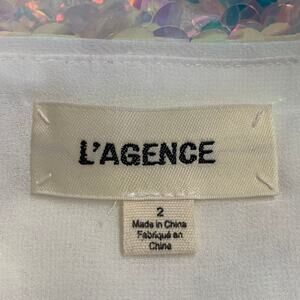 L'AGENCE
2
Made in China
Fabriqué en
Chine